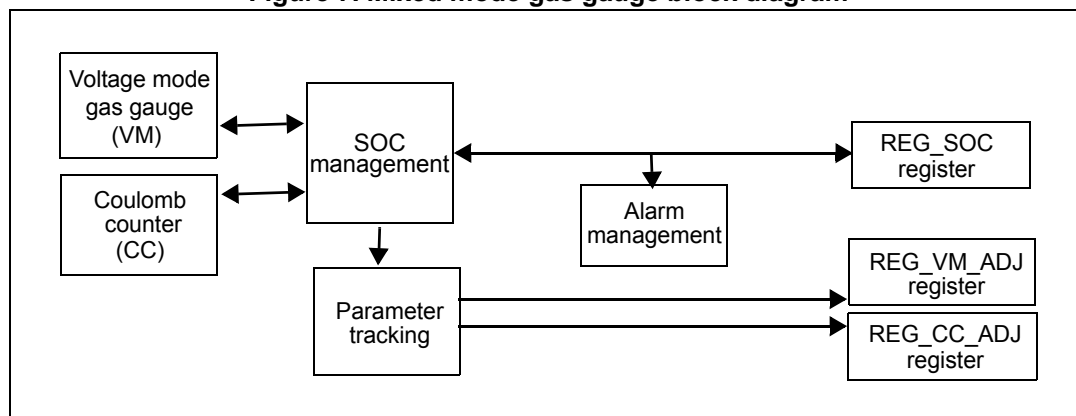 Figure Mixed mode gas gauge block diagram
Voltage mode
gas gauge
(VM)
Coulomb
counter
(CC)
SOC
management
Parameter
tracking
Alarm
management
REG_SOC
register
REG_VM_ADJ
register
REG_CC_ADJ
register